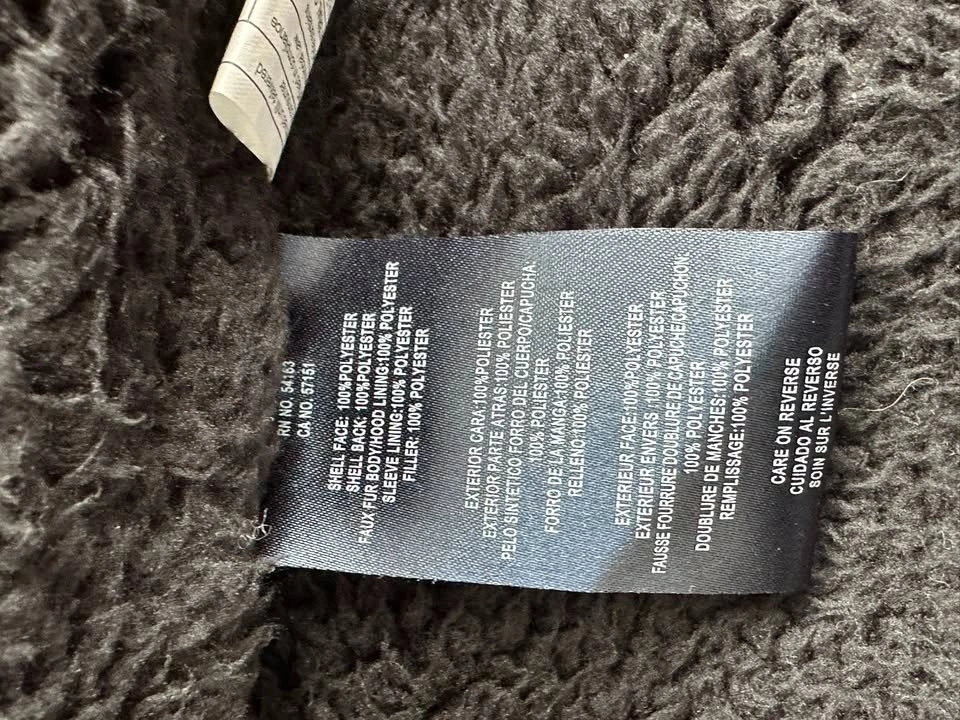 RN NO. 54163
CA NO. 57151
SHELL FACE: 100%POLYESTER
SHELL BACK: 100%POLYESTER
FAUX FUR BODY/HOOD LINING:100% POLYESTER
SLEEVE LINING:100% POLYESTER
FILLER: 100% POLYESTER
EXTERIOR CARA:100%POLIESTER
EXTERIOR PARTE ATRAS:100% POLIESTER
PELO SINTETICO FORRO DEL CUERPO/CAPUCHA:
100% POLIESTER
FORRO DE LA MANGA:100% POLIESTER
RELLENO:100% POLIESTER
EXTERIEUR FACE:100%POLYESTER
EXTERIEUR ENVERS :100% POLYESTER
FAUSSE FOURRURE DOUBLURE DE CAPUCHE/CAPUCHON:
100% POLYESTER
DOUBLURE DE MANCHES:100% POLYESTER
REMPLISSAGE:100% POLYESTER
CARE ON REVERSE
CUIDADO AL REVERSO
SOIN SUR L'INVERSE